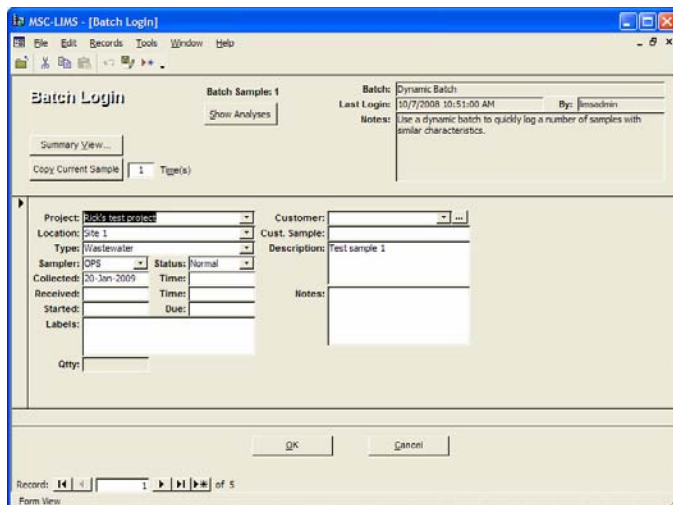 MSC-LIMS - [Batch Login]
File Edit Records Tools Window Help
Batch Login
Batch Sample: 1
Show Analyses
Batch: Dynamic Batch
Last Login: 10/7/2008 10:51:00 AM By: limsadmin
Notes: Use a dynamic batch to quickly log a number of samples with similar characteristics.
Summary View...
Copy Current Sample 1 Time(s)
Project: Rick's test project
Location: Site 1
Type: Wastewater
Sampler: OPS Status: Normal
Collected: 20-Jan-2009 Time:
Received: Time:
Started: Due:
Labels:
Qtty:
Customer: ...
Cust. Sample:
Description: Test sample 1
Notes:
OK Cancel
Record: 1 of 5
Form View